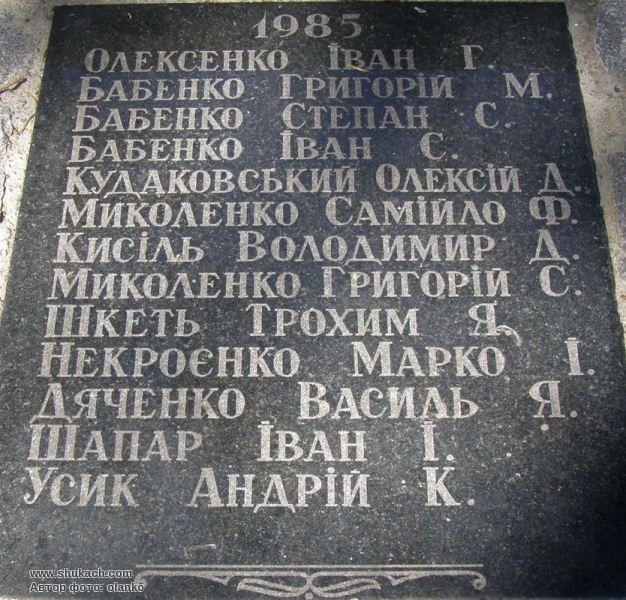 1985
Олексенко Іван Г.
Бабенко Григорій М.
Бабенко Степан С.
Бабенко Іван С.
Кудаковський Олексій Д.
Миколенко Самійло Ф.
Кисіль Володимир Д.
Миколенко Григорій С.
Шкеть Трохим Я.
Некроєнко Марко І.
Дяченко Василь Я.
Шапар Іван І.
Усик Андрій К.
www.shukach.com
Автор фото: olanko